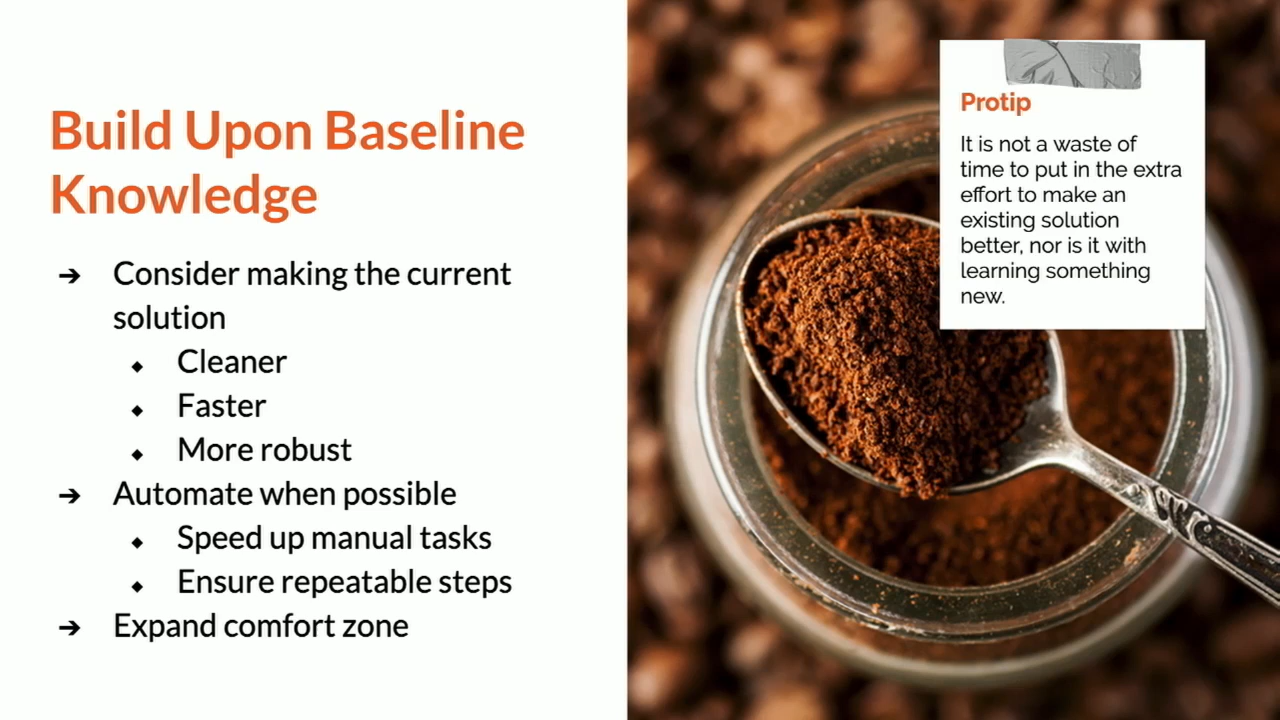 Build Upon Baseline
Knowledge
➔ Consider making the current
solution
◆ Cleaner
◆ Faster
◆ More robust
➔ Automate when possible
◆ Speed up manual tasks
◆ Ensure repeatable steps
➔ Expand comfort zone
Protip
It is not a waste of
time to put in the extra
effort to make an
existing solution
better, nor is it with
learning something
new.